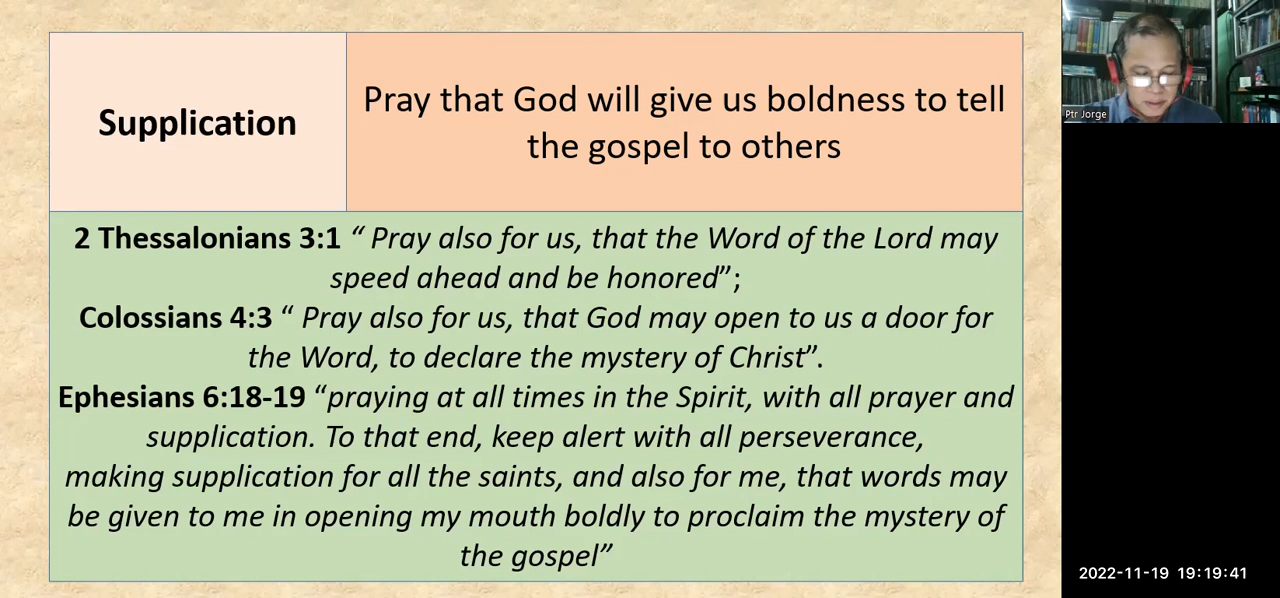 Supplication
Pray that God will give us boldness to tell
the gospel to others
2 Thessalonians 3:1 “ Pray also for us, that the Word of the Lord may
speed ahead and be honored”;
Colossians 4:3 “ Pray also for us, that God may open to us a door for
the Word, to declare the mystery of Christ”.
Ephesians 6:18-19 “praying at all times in the Spirit, with all prayer and
supplication. To that end, keep alert with all perseverance,
making supplication for all the saints, and also for me, that words may
be given to me in opening my mouth boldly to proclaim the mystery of
the gospel”
Ptr Jorge
2022-11-19 19:19:41